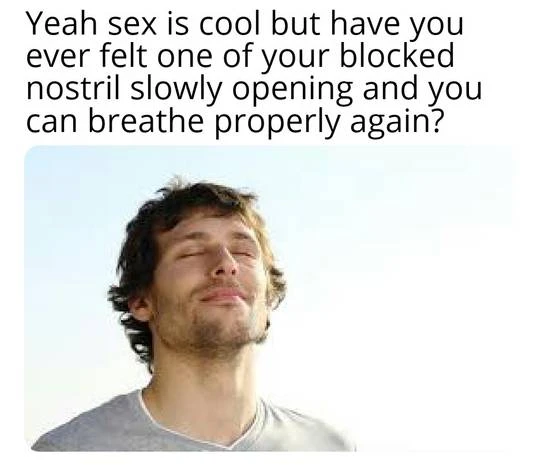 Yeah sex is cool but have you
ever felt one of your blocked
nostril slowly opening and you
can breathe properly again?